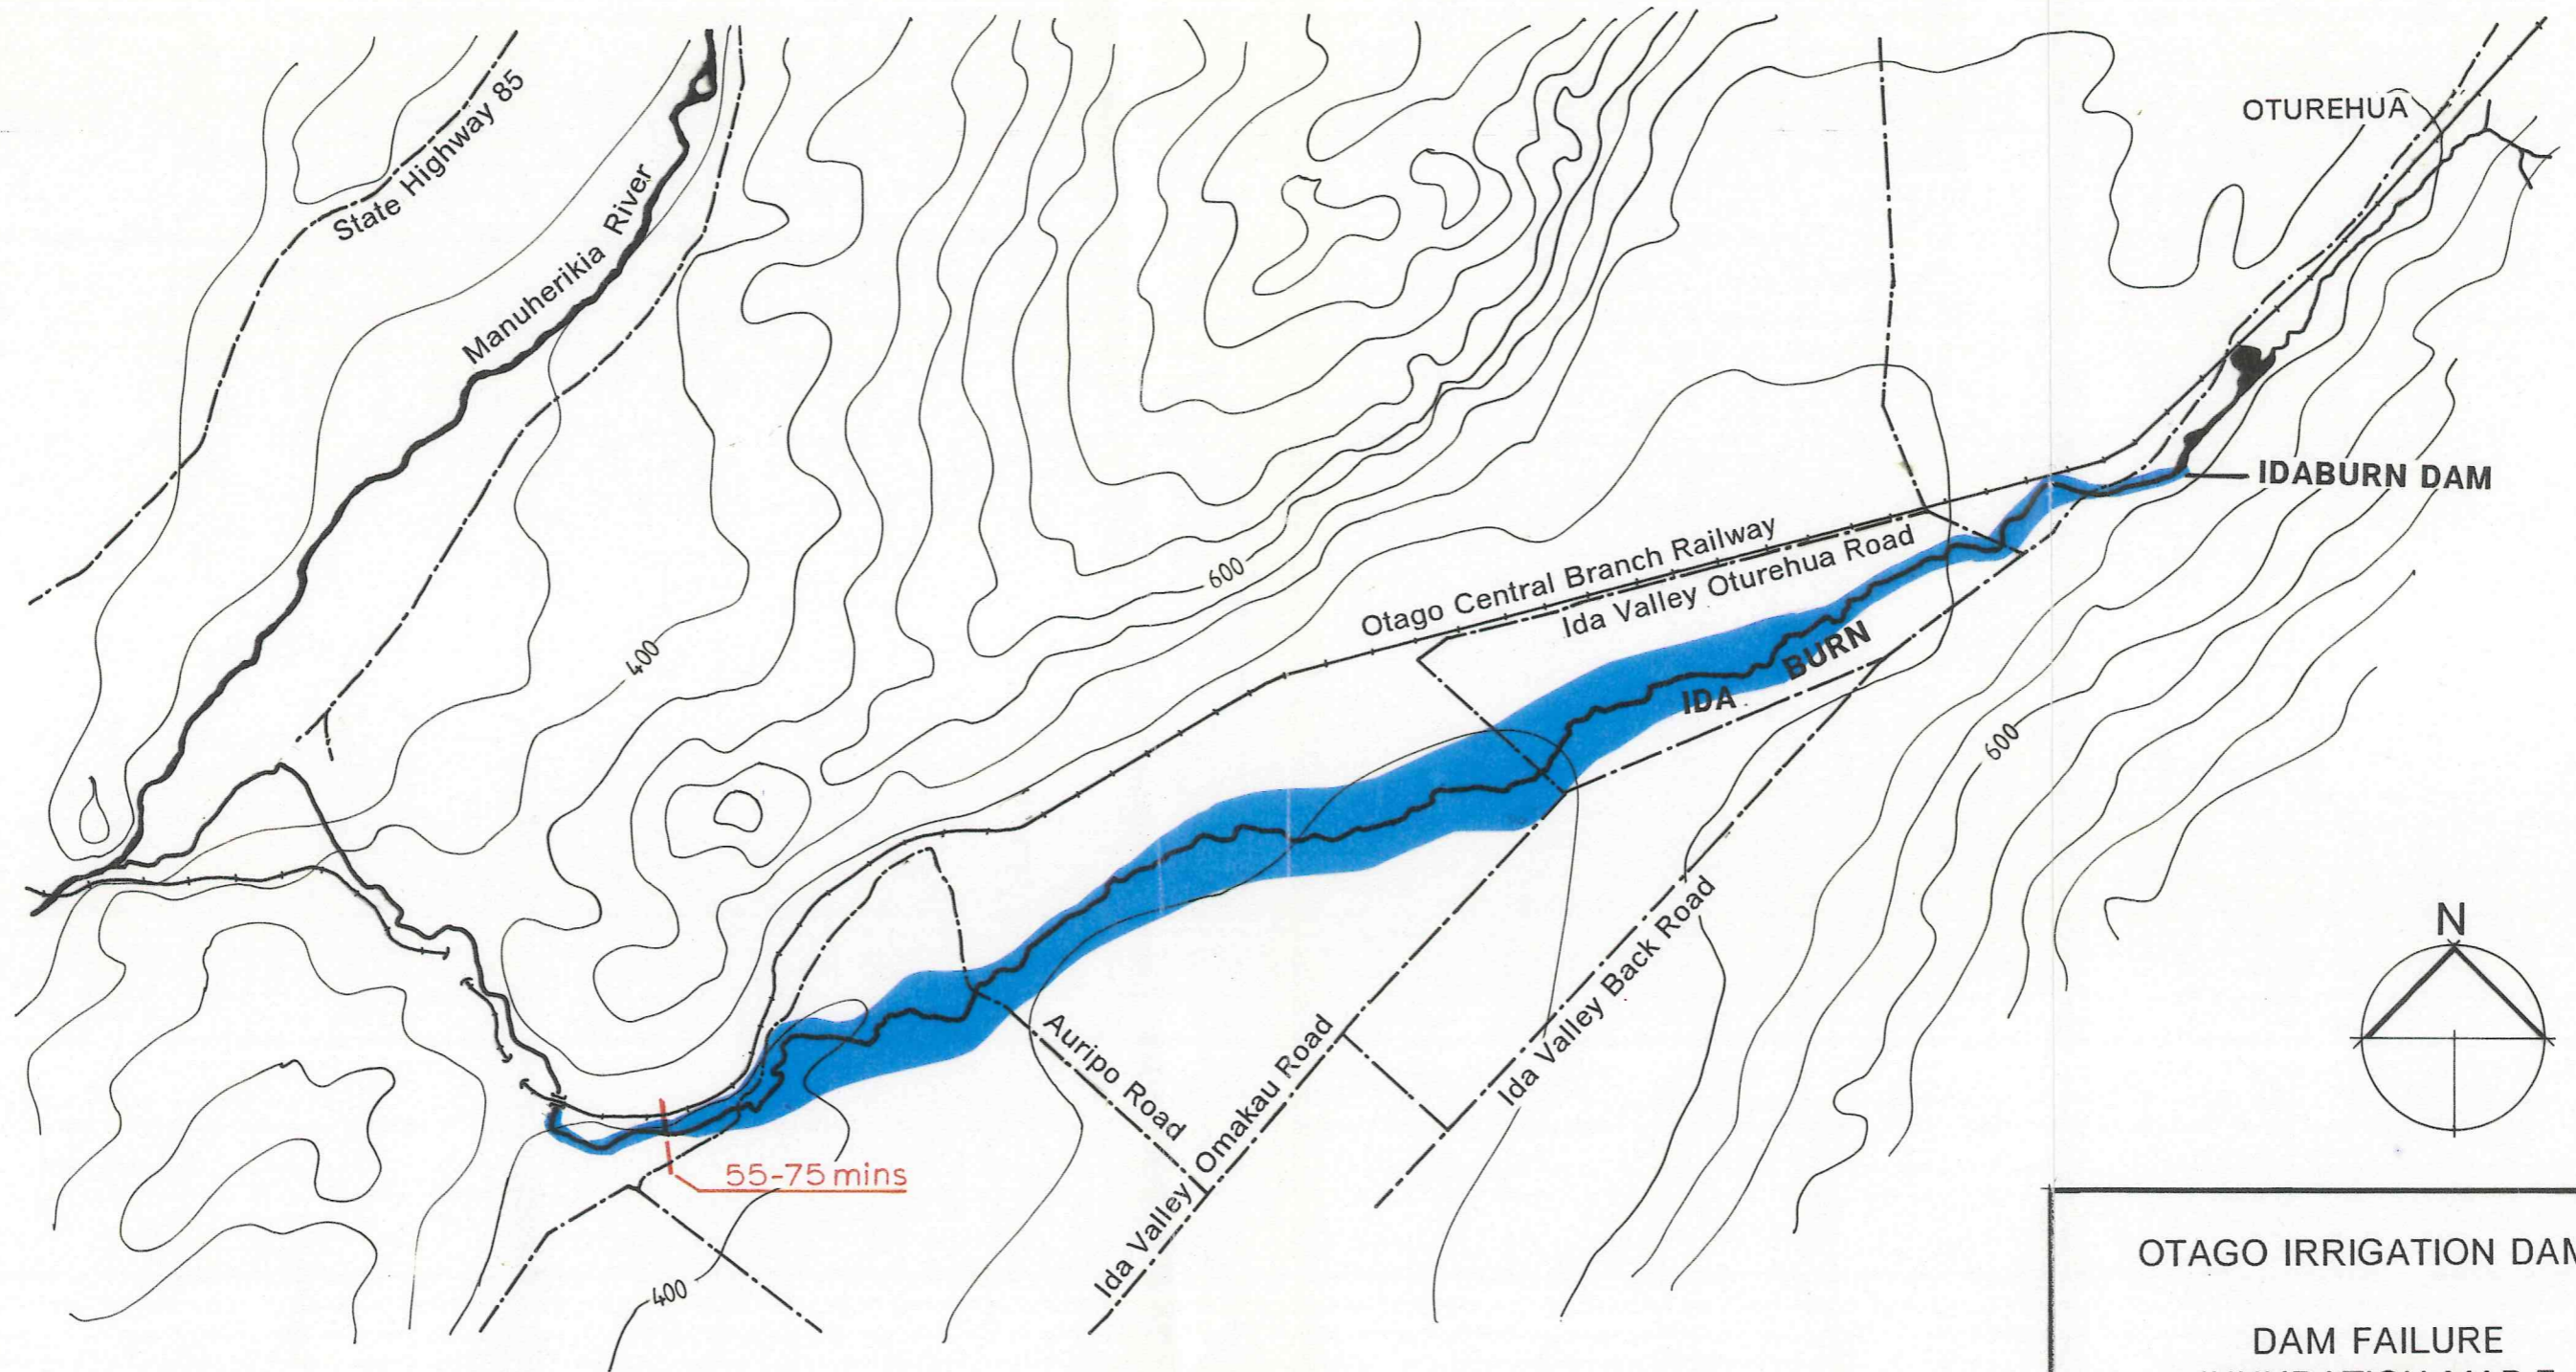 State Highway 85
Manuherikia River
OTUREHUA
IDABURN DAM
Otago Central Branch Railway
Ida Valley Oturehua Road
IDA BURN
600
400
600
Auripo Road
Ida Valley Omakau Road
Ida Valley Back Road
55-75 mins
400
N
OTAGO IRRIGATION DAM
DAM FAILURE